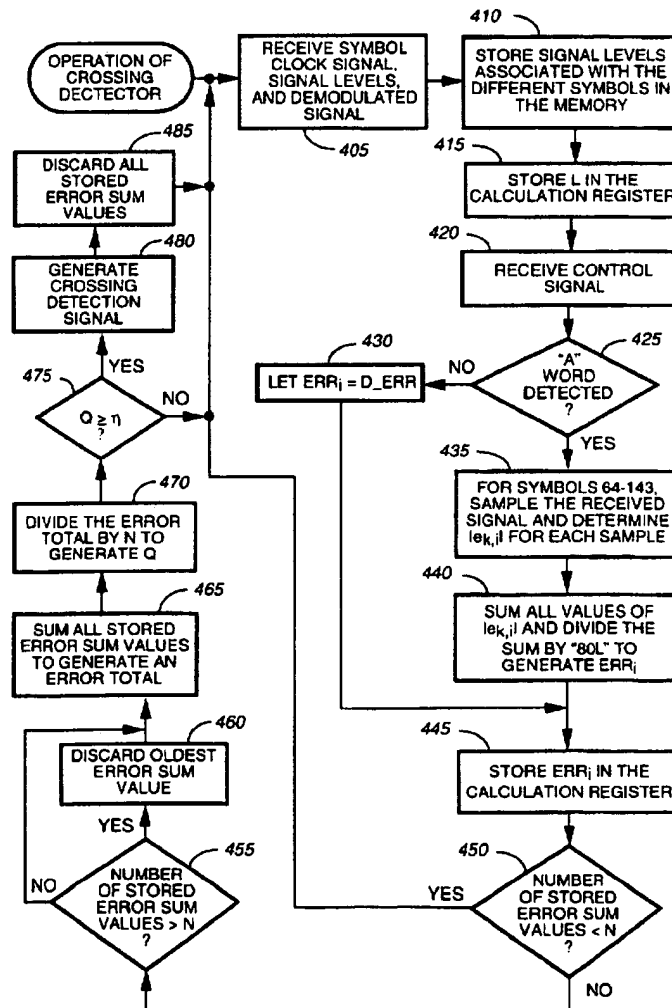 OPERATION OF
CROSSING
DECTECTOR
RECEIVE SYMBOL
CLOCK SIGNAL,
SIGNAL LEVELS,
AND DEMODULATED
SIGNAL
405
410
STORE SIGNAL LEVELS
ASSOCIATED WITH THE
DIFFERENT SYMBOLS IN
THE MEMORY
415
STORE L IN THE
CALCULATION REGISTER
420
RECEIVE CONTROL
SIGNAL
425
"A"
WORD
DETECTED
?
NO
YES
430
LET ERRi = D_ERR
435
FOR SYMBOLS 64-143,
SAMPLE THE RECEIVED
SIGNAL AND DETERMINE
|ek,i| FOR EACH SAMPLE
440
SUM ALL VALUES OF
|ek,i| AND DIVIDE THE
SUM BY "80L" TO
GENERATE ERRi
445
STORE ERRi IN THE
CALCULATION REGISTER
450
NUMBER
OF STORED
ERROR SUM
VALUES < N
?
YES
NO
455
NUMBER
OF STORED
ERROR SUM
VALUES > N
?
NO
YES
460
DISCARD OLDEST
ERROR SUM
VALUE
465
SUM ALL STORED
ERROR SUM VALUES
TO GENERATE AN
ERROR TOTAL
470
DIVIDE THE ERROR
TOTAL BY N TO
GENERATE Q
475
Q ≥ η
?
NO
YES
480
GENERATE
CROSSING
DETECTION
SIGNAL
485
DISCARD ALL
STORED
ERROR SUM
VALUES